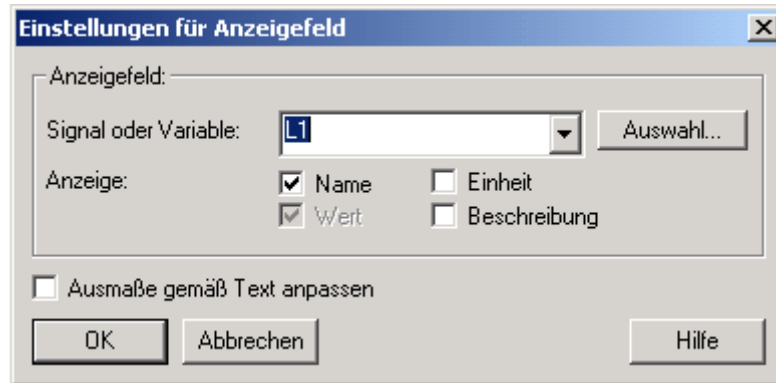 Einstellungen für Anzeigefeld
Anzeigefeld:
Signal oder Variable: L1 Auswahl...
Anzeige: Name Einheit
Wert Beschreibung
Ausmaße gemäß Text anpassen
OK Abbrechen Hilfe